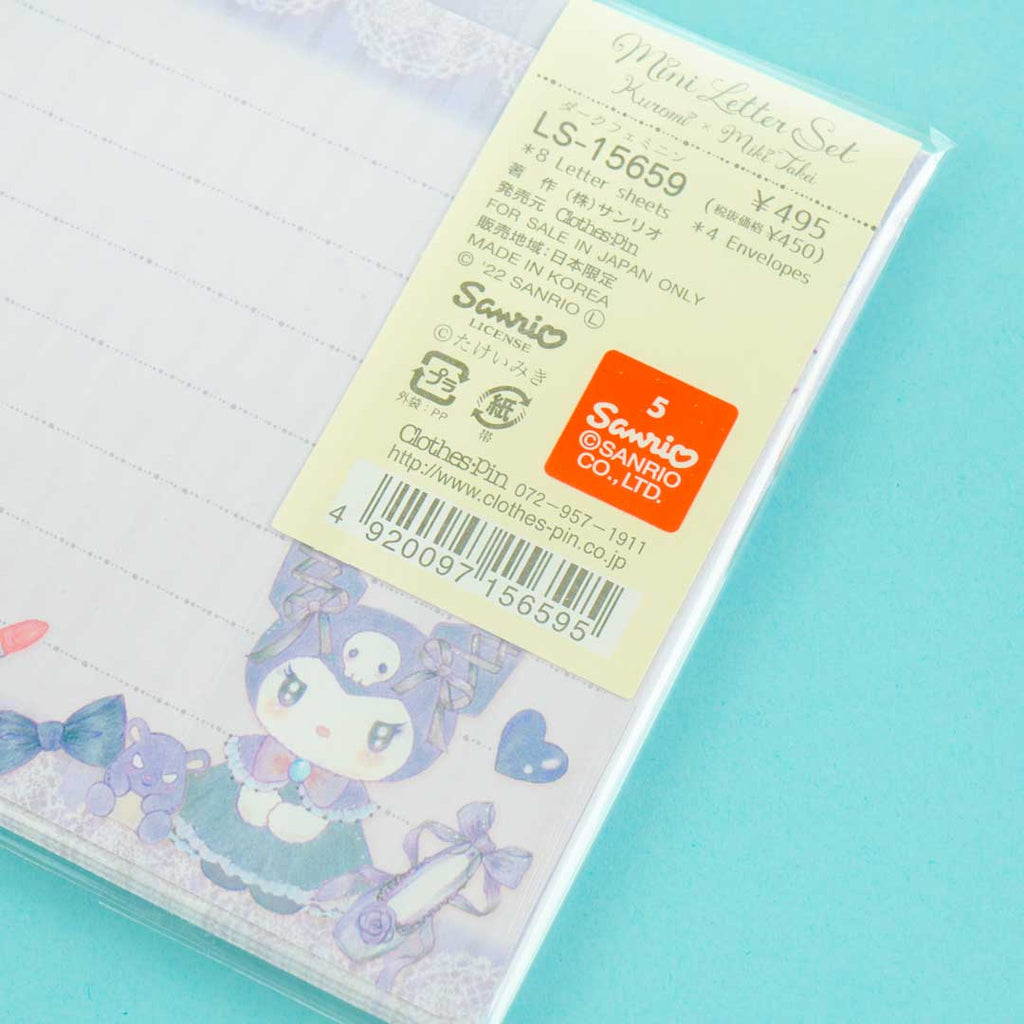 Mini Letter Set
Kuromi × Miki Takei
ダークフェミニン
LS-15659 ¥495
(税抜価格 ¥450)
*8 Letter sheets *4 Envelopes
著 作 (株)サンリオ
発売元 Clothes-Pin
FOR SALE IN JAPAN ONLY
販売地域:日本限定
MADE IN KOREA
© '22 SANRIO Ⓛ
Sanrio
LICENSE
©たけいみき
プラ
外袋:PP
紙
帯
5
Sanrio
©SANRIO
CO., LTD.
Clothes-Pin 072-957-1911
http://www.clothes-pin.co.jp
4 920097 156595